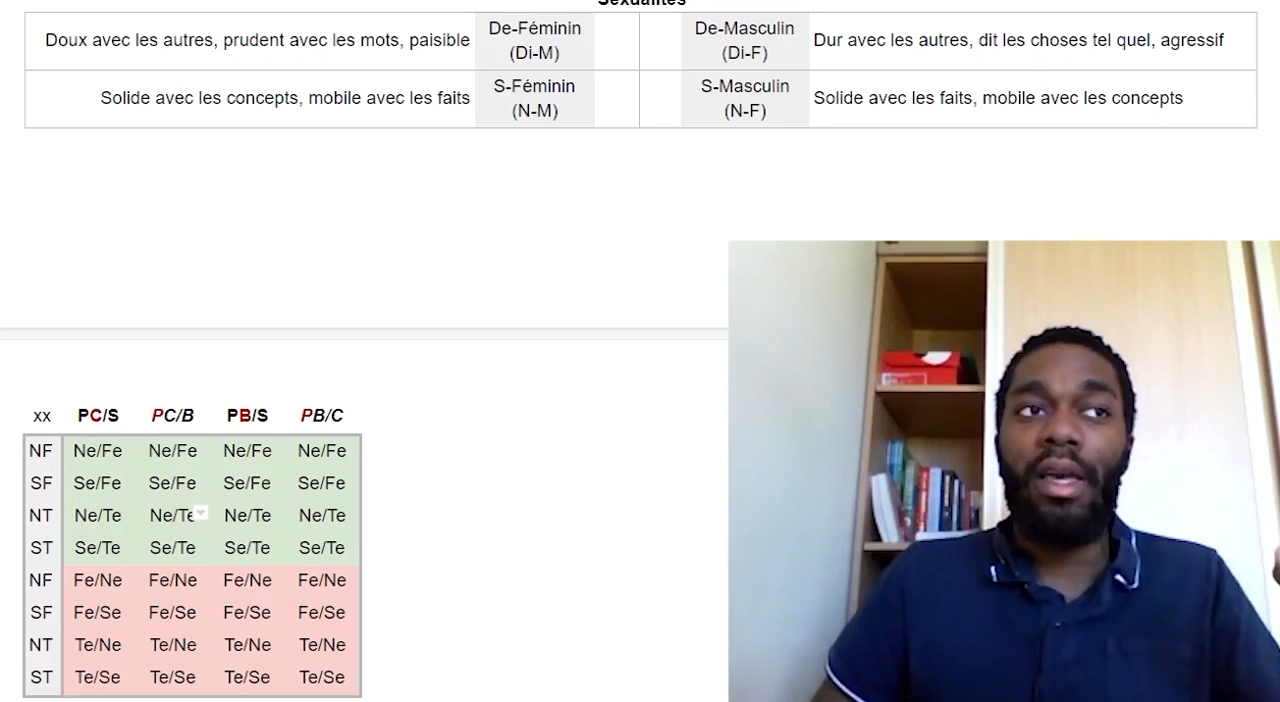 Sexualités
Doux avec les autres, prudent avec les mots, paisible De-Féminin (Di-M) De-Masculin (Di-F) Dur avec les autres, dit les choses tel quel, agressif
Solide avec les concepts, mobile avec les faits S-Féminin (N-M) S-Masculin (N-F) Solide avec les faits, mobile avec les concepts
xx PC/S PC/B PB/S PB/C
NF Ne/Fe Ne/Fe Ne/Fe Ne/Fe
SF Se/Fe Se/Fe Se/Fe Se/Fe
NT Ne/Te Ne/Te Ne/Te Ne/Te
ST Se/Te Se/Te Se/Te Se/Te
NF Fe/Ne Fe/Ne Fe/Ne Fe/Ne
SF Fe/Se Fe/Se Fe/Se Fe/Se
NT Te/Ne Te/Ne Te/Ne Te/Ne
ST Te/Se Te/Se Te/Se Te/Se